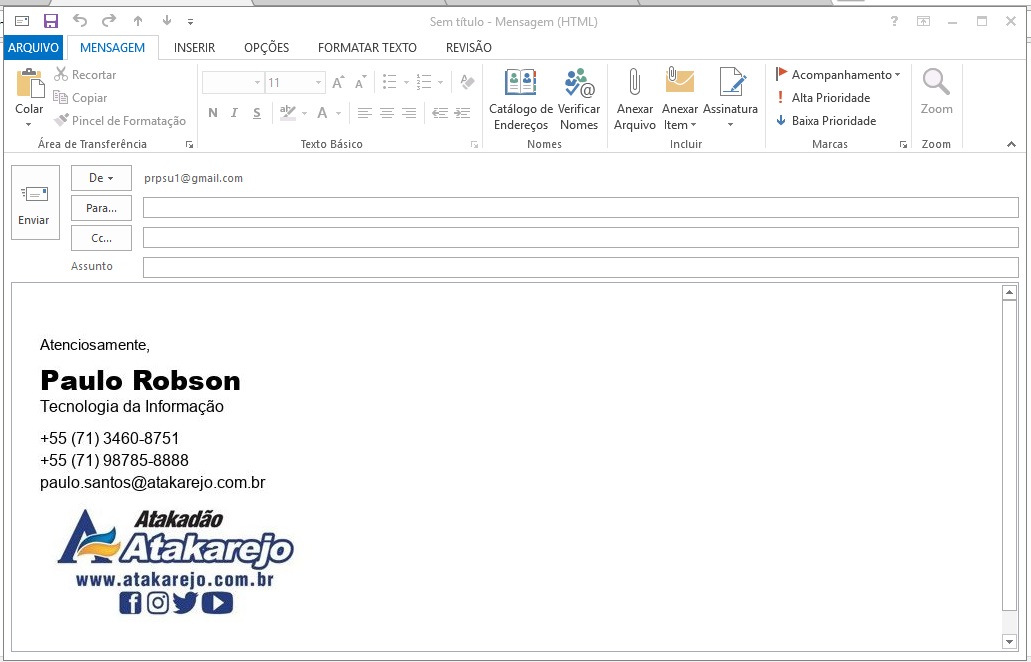 Sem título - Mensagem (HTML)
?
ARQUIVO MENSAGEM INSERIR OPÇÕES FORMATAR TEXTO REVISÃO
Colar
Recortar
Copiar
Pincel de Formatação
Área de Transferência
11
A A
N I S ab A
Texto Básico
Catálogo de Endereços
Verificar Nomes
Nomes
Anexar Arquivo
Anexar Item
Assinatura
Incluir
Acompanhamento
! Alta Prioridade
Baixa Prioridade
Marcas
Zoom
Zoom
Enviar
De prpsu1@gmail.com
Para...
Cc...
Assunto
Atenciosamente,
Paulo Robson
Tecnologia da Informação
+55 (71) 3460-8751
+55 (71) 98785-8888
paulo.santos@atakarejo.com.br
Atakadão
Atakarejo
www.atakarejo.com.br